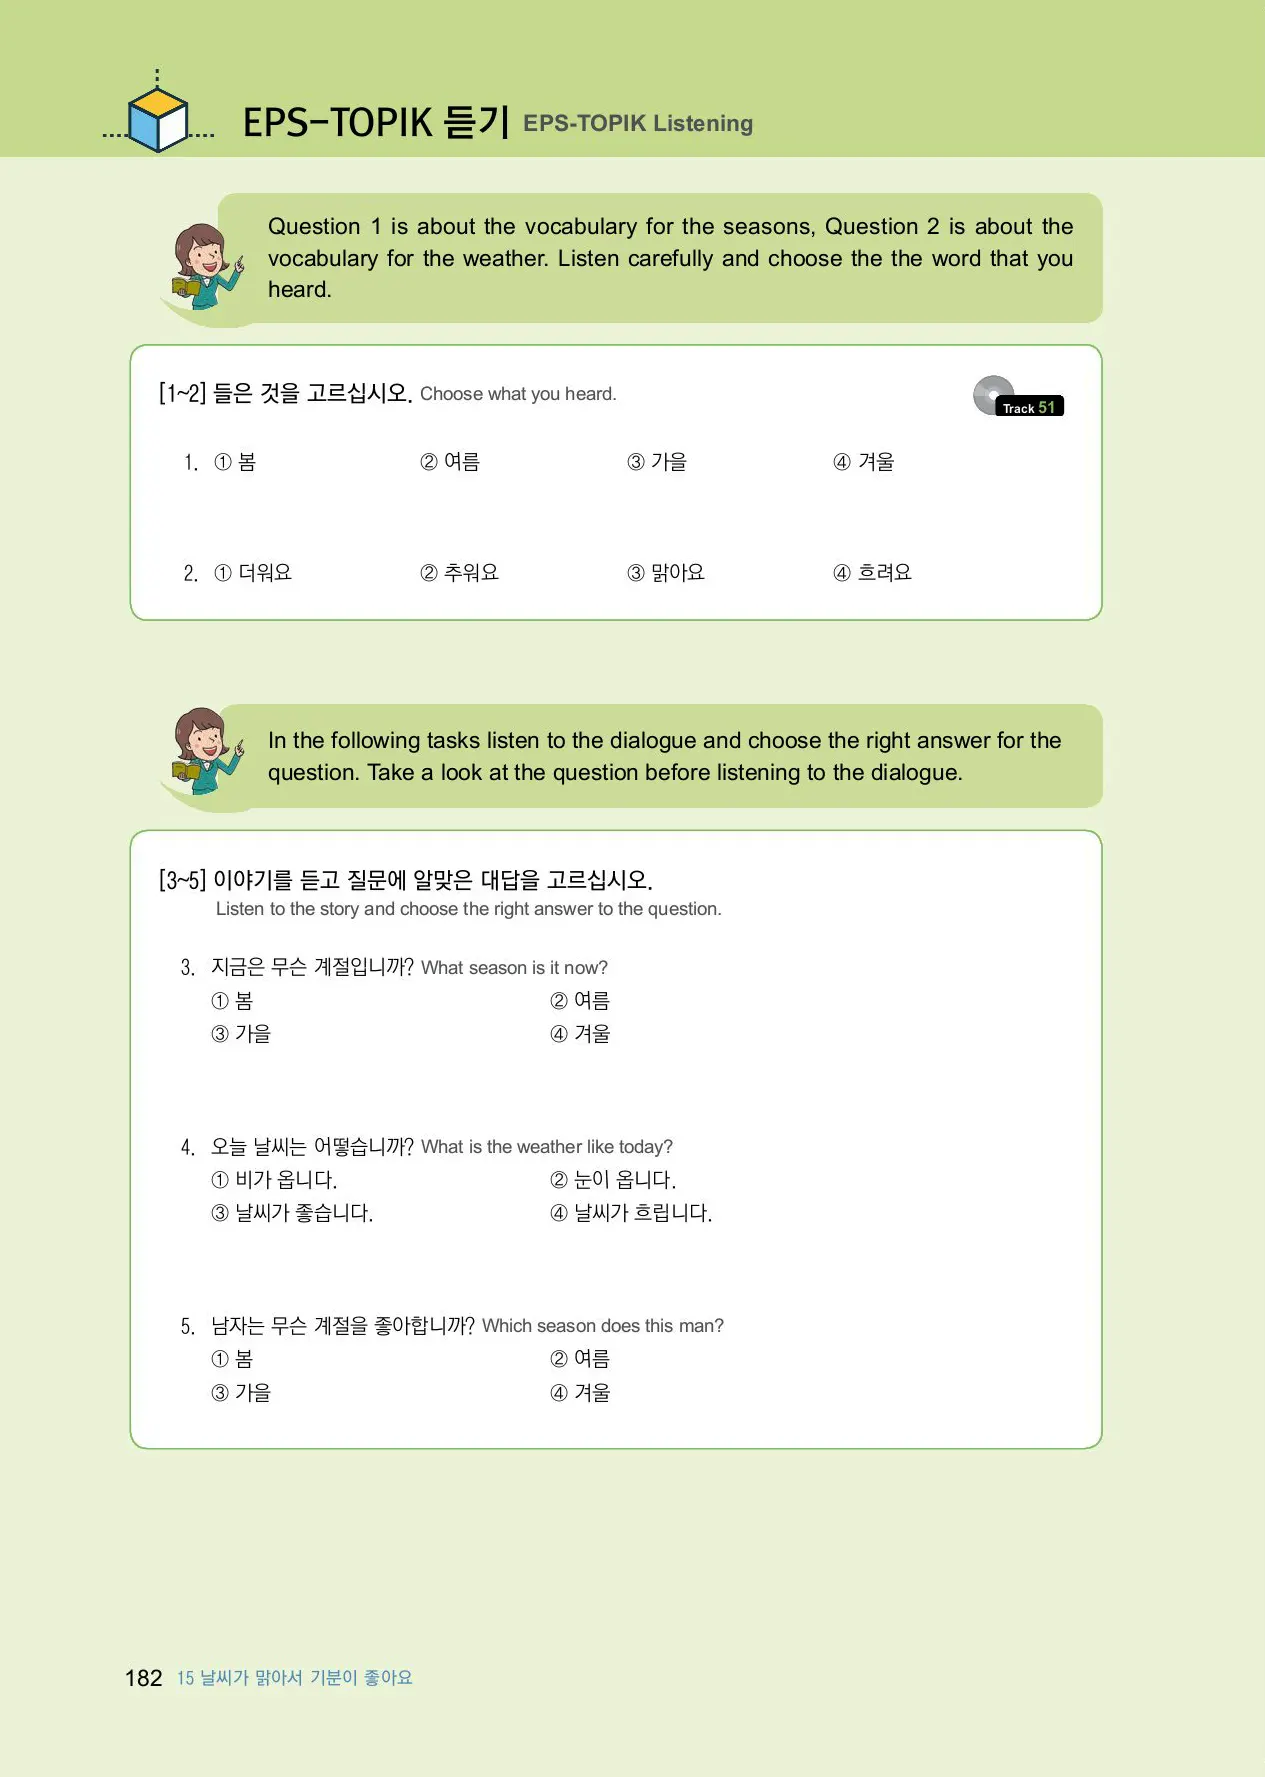 EPS-TOPIK 듣기 EPS-TOPIK Listening
Question 1 is about the vocabulary for the seasons, Question 2 is about the
vocabulary for the weather. Listen carefully and choose the the word that you
heard.
[1~2] 들은 것을 고르십시오. Choose what you heard.
Track 51
1. ① 봄 ② 여름 ③ 가을 ④ 겨울
2. ① 더워요 ② 추워요 ③ 맑아요 ④ 흐려요
In the following tasks listen to the dialogue and choose the right answer for the
question. Take a look at the question before listening to the dialogue.
[3~5] 이야기를 듣고 질문에 알맞은 대답을 고르십시오.
Listen to the story and choose the right answer to the question.
3. 지금은 무슨 계절입니까? What season is it now?
① 봄 ② 여름
③ 가을 ④ 겨울
4. 오늘 날씨는 어떻습니까? What is the weather like today?
① 비가 옵니다. ② 눈이 옵니다.
③ 날씨가 좋습니다. ④ 날씨가 흐립니다.
5. 남자는 무슨 계절을 좋아합니까? Which season does this man?
① 봄 ② 여름
③ 가을 ④ 겨울
182 15 날씨가 맑아서 기분이 좋아요